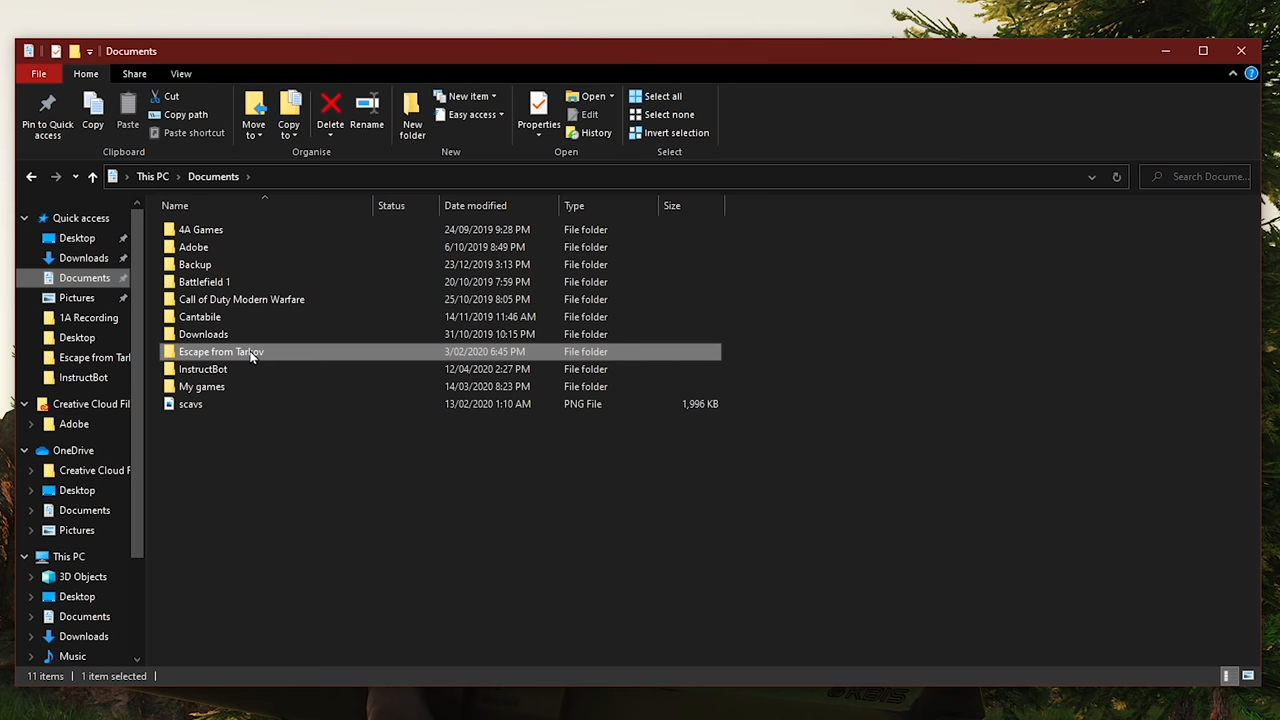 Documents
File Home Share View
Pin to Quick access
Copy
Paste
Cut
Copy path
Paste shortcut
Clipboard
Move to
Copy to
Delete
Rename
Organise
New folder
New item
Easy access
New
Properties
Open
Edit
History
Open
Select all
Select none
Invert selection
Select
This PC > Documents >
Search Docume...
Name Status Date modified Type Size
4A Games 24/09/2019 9:28 PM File folder
Adobe 6/10/2019 8:49 PM File folder
Backup 23/12/2019 3:13 PM File folder
Battlefield 1 20/10/2019 7:59 PM File folder
Call of Duty Modern Warfare 25/10/2019 8:05 PM File folder
Cantabile 14/11/2019 11:46 AM File folder
Downloads 31/10/2019 10:15 PM File folder
Escape from Tarkov 3/02/2020 6:45 PM File folder
InstructBot 12/04/2020 2:27 PM File folder
My games 14/03/2020 8:23 PM File folder
scavs 13/02/2020 1:10 AM PNG File 1,996 KB
Quick access
Desktop
Downloads
Documents
Pictures
1A Recording
Desktop
Escape from Tarl
InstructBot
Creative Cloud Fil
Adobe
OneDrive
Creative Cloud F
Desktop
Documents
Pictures
This PC
3D Objects
Desktop
Documents
Downloads
Music
11 items 1 item selected